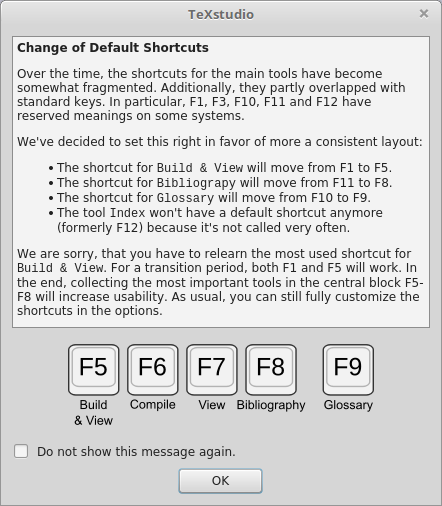 TeXstudio
Change of Default Shortcuts
Over the time, the shortcuts for the main tools have become
somewhat fragmented. Additionally, they partly overlapped with
standard keys. In particular, F1, F3, F10, F11 and F12 have
reserved meanings on some systems.
We've decided to set this right in favor of more a consistent layout:
• The shortcut for Build & View will move from F1 to F5.
• The shortcut for Bibliograpy will move from F11 to F8.
• The shortcut for Glossary will move from F10 to F9.
• The tool Index won't have a default shortcut anymore
(formerly F12) because it's not called very often.
We are sorry, that you have to relearn the most used shortcut for
Build & View. For a transition period, both F1 and F5 will work. In
the end, collecting the most important tools in the central block F5-
F8 will increase usability. As usual, you can still fully customize the
shortcuts in the options.
F5 F6 F7 F8 F9
Build Compile View Bibliography Glossary
& View
Do not show this message again.
OK